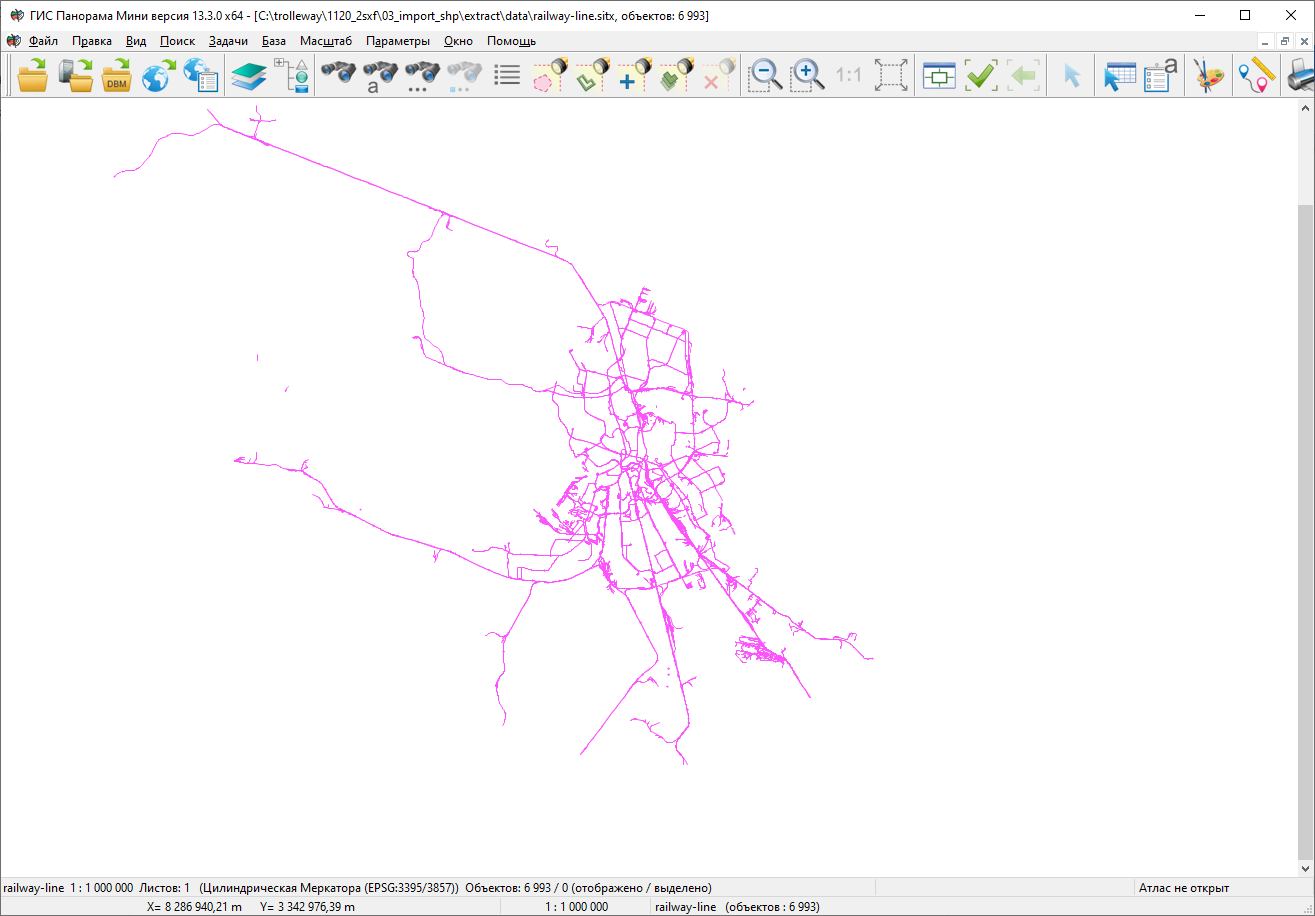 ГИС Панорама Мини версия 13.3.0 x64 - [C:\trolleway\1120_2sxf\03_import_shp\extract\data\railway-line.sitx, объектов: 6 993]
Файл Правка Вид Поиск Задачи База Масштаб Параметры Окно Помощь
DBM a 1:1 a
railway-line 1 : 1 000 000 Листов: 1 (Цилиндрическая Меркатора (EPSG:3395/3857)) Объектов: 6 993 / 0 (отображено / выделено) Атлас не открыт
X= 8 286 940,21 m Y= 3 342 976,39 m 1 : 1 000 000 railway-line (объектов : 6 993)